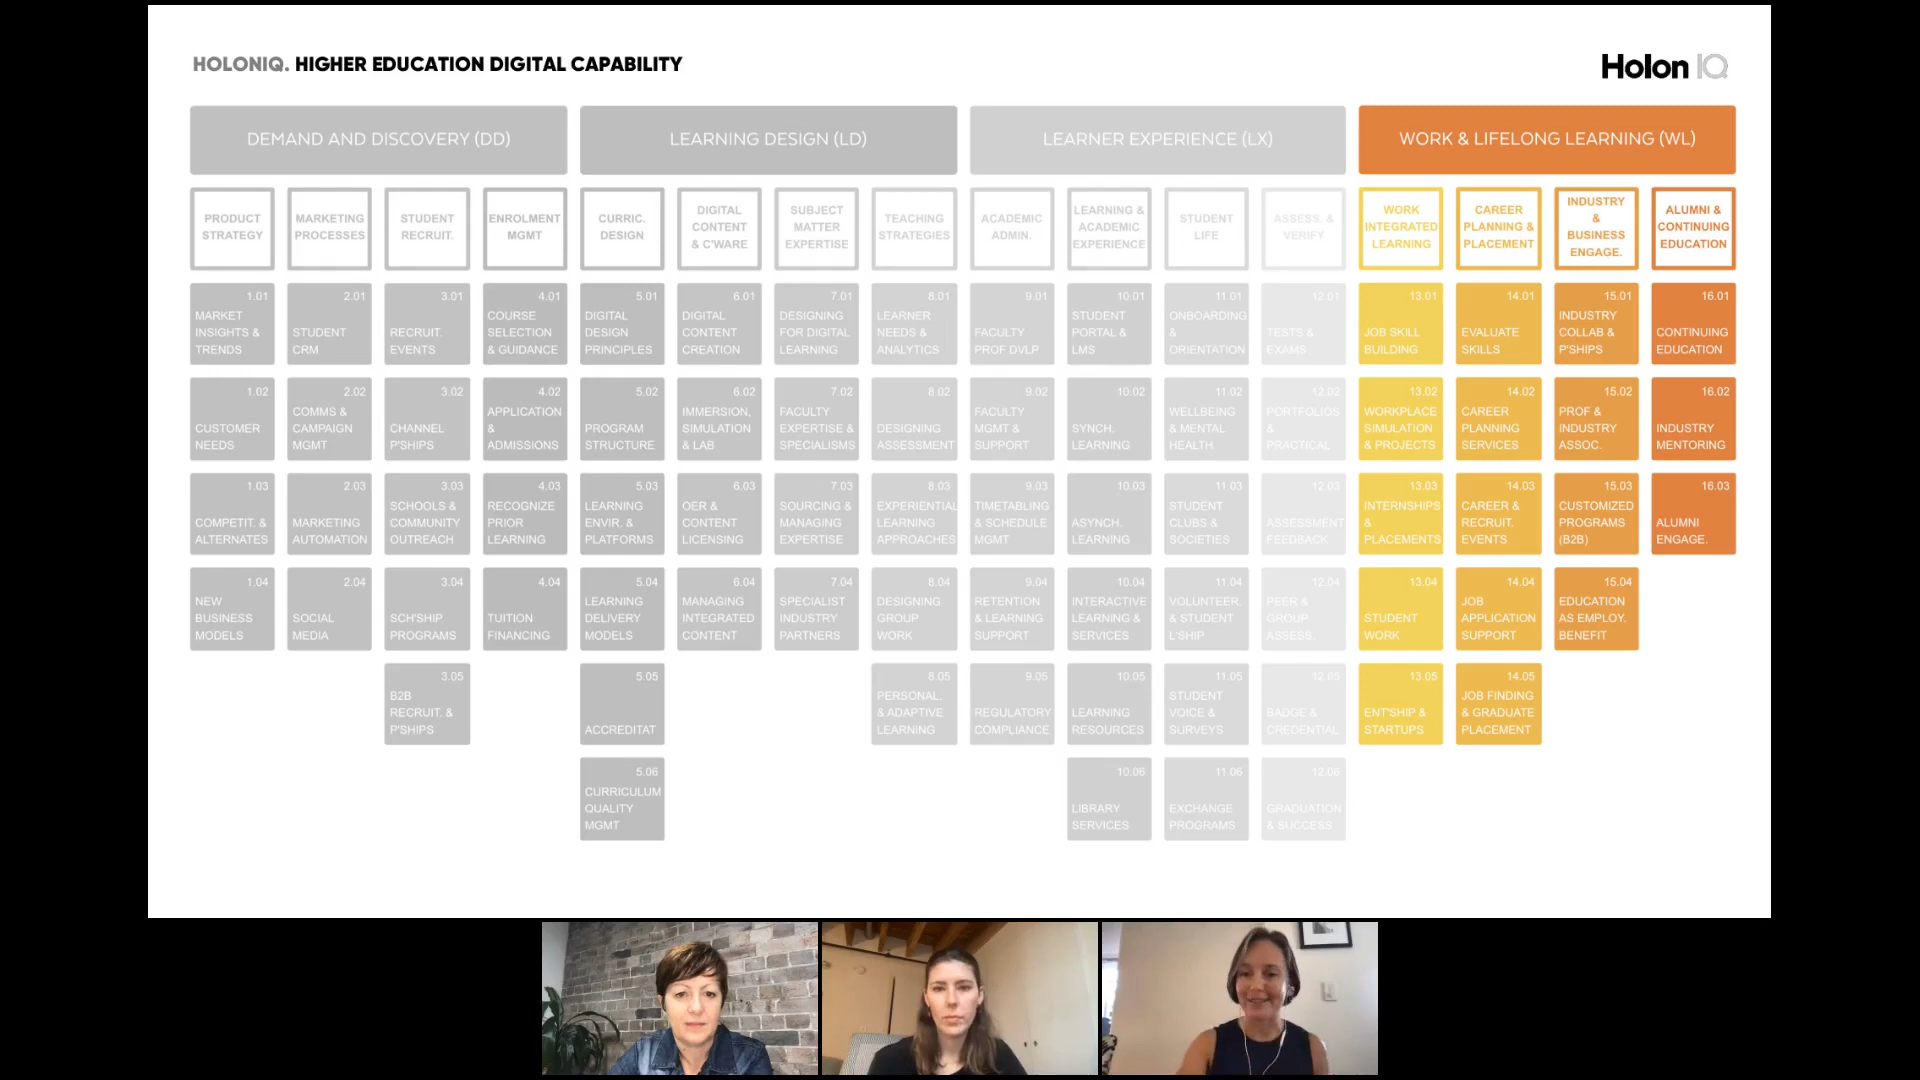 HOLONIQ. HIGHER EDUCATION DIGITAL CAPABILITY
Holon IQ
DEMAND AND DISCOVERY (DD)
LEARNING DESIGN (LD)
LEARNER EXPERIENCE (LX)
WORK & LIFELONG LEARNING (WL)
PRODUCT
STRATEGY
MARKETING
PROCESSES
STUDENT
RECRUIT.
ENROLMENT
MGMT
CURRIC.
DESIGN
DIGITAL
CONTENT
& C'WARE
SUBJECT
MATTER
EXPERTISE
TEACHING
STRATEGIES
ACADEMIC
ADMIN.
LEARNING &
ACADEMIC
EXPERIENCE
STUDENT
LIFE
ASSESS. &
VERIFY
WORK
INTEGRATED
LEARNING
CAREER
PLANNING &
PLACEMENT
INDUSTRY
&
BUSINESS
ENGAGE.
ALUMNI &
CONTINUING
EDUCATION
1.01
MARKET
INSIGHTS &
TRENDS
2.01
STUDENT
CRM
3.01
RECRUIT.
EVENTS
4.01
COURSE
SELECTION
& GUIDANCE
5.01
DIGITAL
DESIGN
PRINCIPLES
6.01
DIGITAL
CONTENT
CREATION
7.01
DESIGNING
FOR DIGITAL
LEARNING
8.01
LEARNER
NEEDS &
ANALYTICS
9.01
FACULTY
PROF DVLP
10.01
STUDENT
PORTAL &
LMS
11.01
ONBOARDING
&
ORIENTATION
12.01
TESTS &
EXAMS
13.01
JOB SKILL
BUILDING
14.01
EVALUATE
SKILLS
15.01
INDUSTRY
COLLAB &
P'SHIPS
16.01
CONTINUING
EDUCATION
1.02
CUSTOMER
NEEDS
2.02
COMMS &
CAMPAIGN
MGMT
3.02
CHANNEL
P'SHIPS
4.02
APPLICATION
&
ADMISSIONS
5.02
PROGRAM
STRUCTURE
6.02
IMMERSION,
SIMULATION
& LAB
7.02
FACULTY
EXPERTISE &
SPECIALISMS
8.02
DESIGNING
ASSESSMENT
9.02
FACULTY
MGMT &
SUPPORT
10.02
SYNCH.
LEARNING
11.02
WELLBEING
& MENTAL
HEALTH
12.02
PORTFOLIOS
&
PRACTICAL
13.02
WORKPLACE
SIMULATION
& PROJECTS
14.02
CAREER
PLANNING
SERVICES
15.02
PROF &
INDUSTRY
ASSOC.
16.02
INDUSTRY
MENTORING
1.03
COMPETIT. &
ALTERNATES
2.03
MARKETING
AUTOMATION
3.03
SCHOOLS &
COMMUNITY
OUTREACH
4.03
RECOGNIZE
PRIOR
LEARNING
5.03
LEARNING
ENVIR. &
PLATFORMS
6.03
OER &
CONTENT
LICENSING
7.03
SOURCING &
MANAGING
EXPERTISE
8.03
EXPERIENTIAL
LEARNING
APPROACHES
9.03
TIMETABLING
& SCHEDULE
MGMT
10.03
ASYNCH.
LEARNING
11.03
STUDENT
CLUBS &
SOCIETIES
12.03
ASSESSMENT
FEEDBACK
13.03
INTERNSHIPS
&
PLACEMENTS
14.03
CAREER &
RECRUIT.
EVENTS
15.03
CUSTOMIZED
PROGRAMS
(B2B)
16.03
ALUMNI
ENGAGE.
1.04
NEW
BUSINESS
MODELS
2.04
SOCIAL
MEDIA
3.04
SCH'SHIP
PROGRAMS
4.04
TUITION
FINANCING
5.04
LEARNING
DELIVERY
MODELS
6.04
MANAGING
INTEGRATED
CONTENT
7.04
SPECIALIST
INDUSTRY
PARTNERS
8.04
DESIGNING
GROUP
WORK
9.04
RETENTION
& LEARNING
SUPPORT
10.04
INTERACTIVE
LEARNING &
SERVICES
11.04
VOLUNTEER.
& STUDENT
L'SHIP
12.04
PEER &
GROUP
ASSESS.
13.04
STUDENT
WORK
14.04
JOB
APPLICATION
SUPPORT
15.04
EDUCATION
AS EMPLOY.
BENEFIT
3.05
B2B
RECRUIT. &
P'SHIPS
5.05
ACCREDITAT
8.05
PERSONAL.
& ADAPTIVE
LEARNING
9.05
REGULATORY
COMPLIANCE
10.05
LEARNING
RESOURCES
11.05
STUDENT
VOICE &
SURVEYS
12.05
BADGE &
CREDENTIAL
13.05
ENT'SHIP &
STARTUPS
14.05
JOB FINDING
& GRADUATE
PLACEMENT
5.06
CURRICULUM
QUALITY
MGMT
10.06
LIBRARY
SERVICES
11.06
EXCHANGE
PROGRAMS
12.06
GRADUATION
& SUCCESS